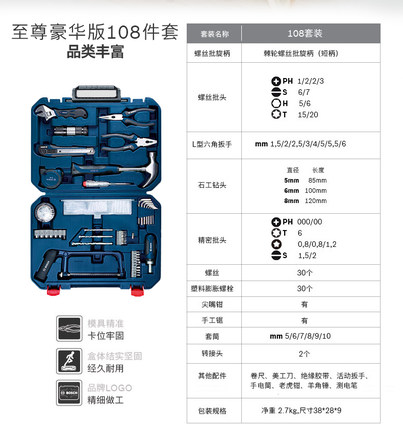 至尊豪华版108件套
品类丰富
模具精准
卡位牢固
盒体结实坚固
经久耐用
品牌LOGO
精细做工
BOSCH
套装名称 108套装
螺丝批旋柄 棘轮螺丝批旋柄（短柄）
螺丝批头
PH 1/2/2/3
S 6/7
H 5/6
T 15/20
L型六角扳手 mm 1,5/2/2,5/3/4/5/5,5/6
石工钻头
直径 长度
5mm 85mm
6mm 100mm
8mm 120mm
精密批头
PH 000/00
T 6
0,8/0,8/1,2
S 1,5/2
螺丝 30个
塑料膨胀螺栓 30个
尖嘴钳 有
手工锯 有
套筒 mm 5/6/7/8/9/10
转接头 2个
其他配件
卷尺、美工刀、绝缘胶带、活动扳手、
手电筒、老虎钳、羊角锤、测电笔
包装规格 净重 2.7kg,尺寸38*28*9